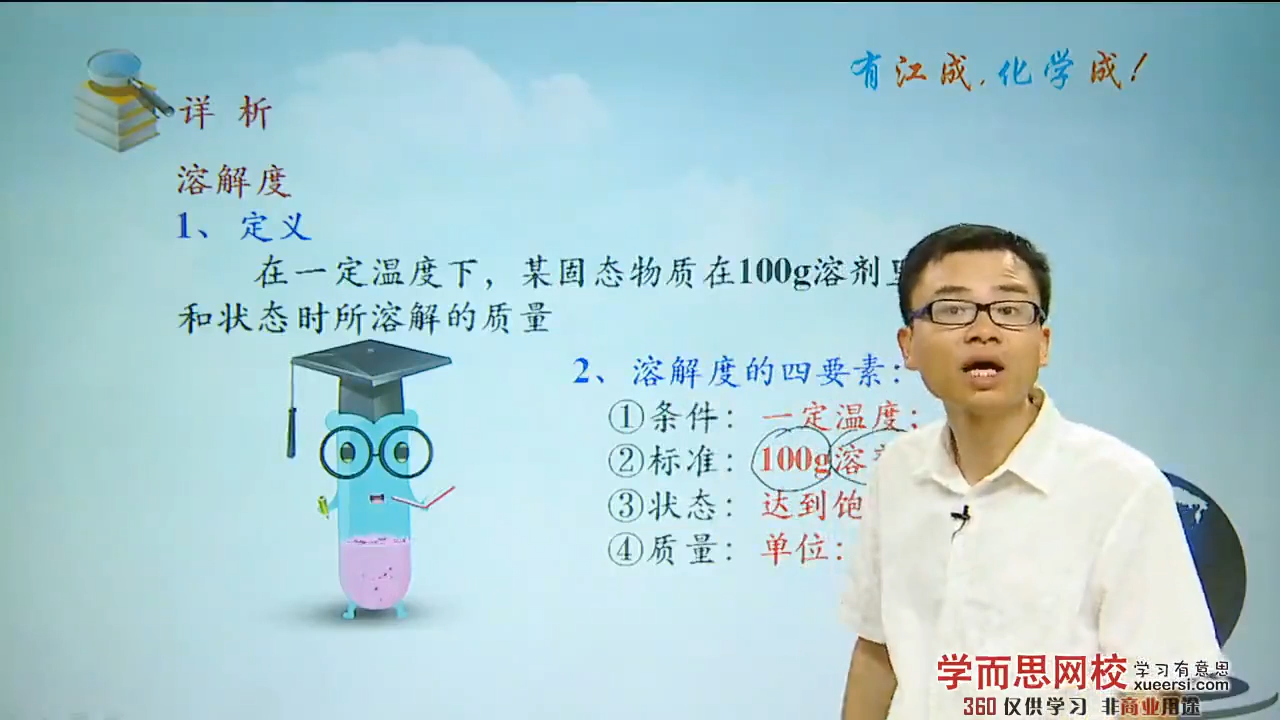 有江成,化学成!
详 析
溶解度
1、定义
在一定温度下，某固态物质在100g溶剂里
和状态时所溶解的质量
2、溶解度的四要素：
①条件：一定温度；
②标准：100g溶
③状态：达到饱
④质量：单位：
学而思网校 学习有意思
xueersi.com
360 仅供学习 非商业用途